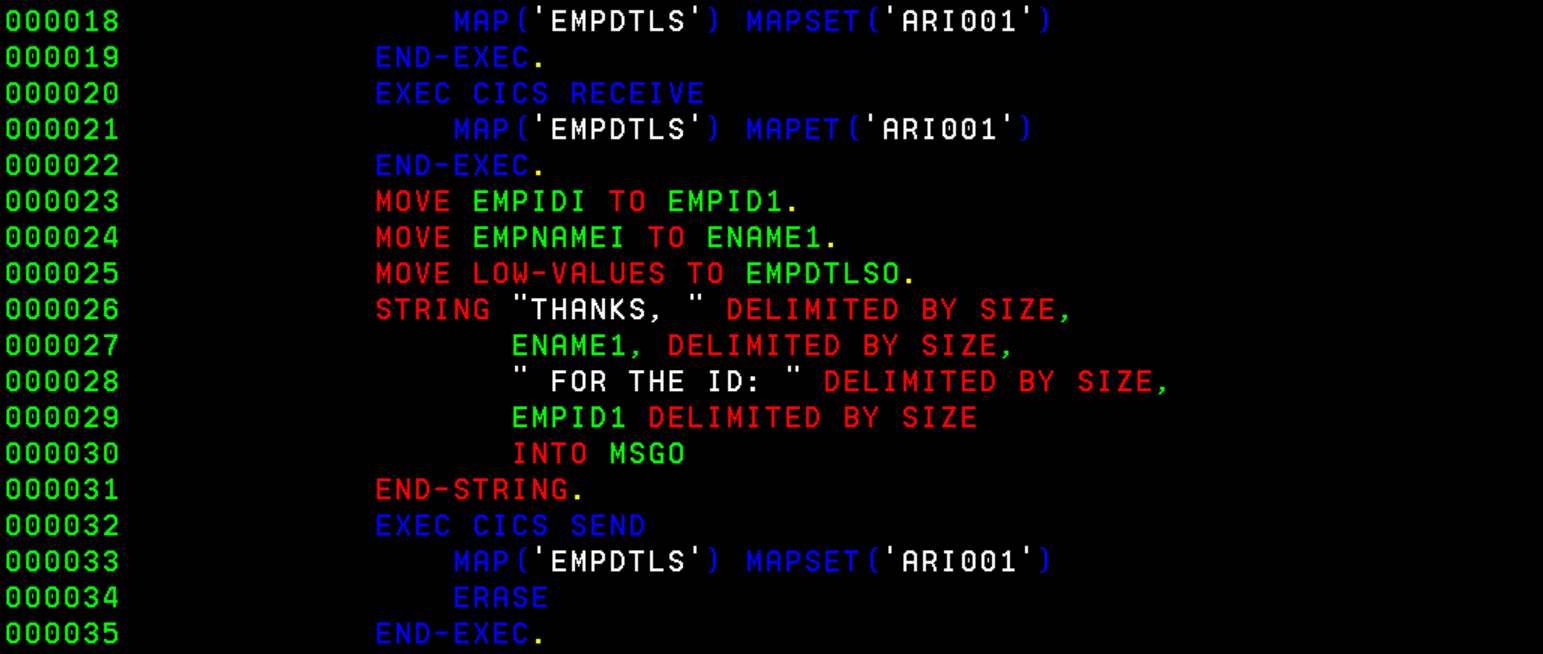 000018 MAP('EMPDTLS') MAPSET('ARI001')
000019 END-EXEC.
000020 EXEC CICS RECEIVE
000021 MAP('EMPDTLS') MAPET('ARI001')
000022 END-EXEC.
000023 MOVE EMPIDI TO EMPID1.
000024 MOVE EMPNAMEI TO ENAME1.
000025 MOVE LOW-VALUES TO EMPDTLSO.
000026 STRING "THANKS, " DELIMITED BY SIZE,
000027 ENAME1, DELIMITED BY SIZE,
000028 " FOR THE ID: " DELIMITED BY SIZE,
000029 EMPID1 DELIMITED BY SIZE
000030 INTO MSGO
000031 END-STRING.
000032 EXEC CICS SEND
000033 MAP('EMPDTLS') MAPSET('ARI001')
000034 ERASE
000035 END-EXEC.